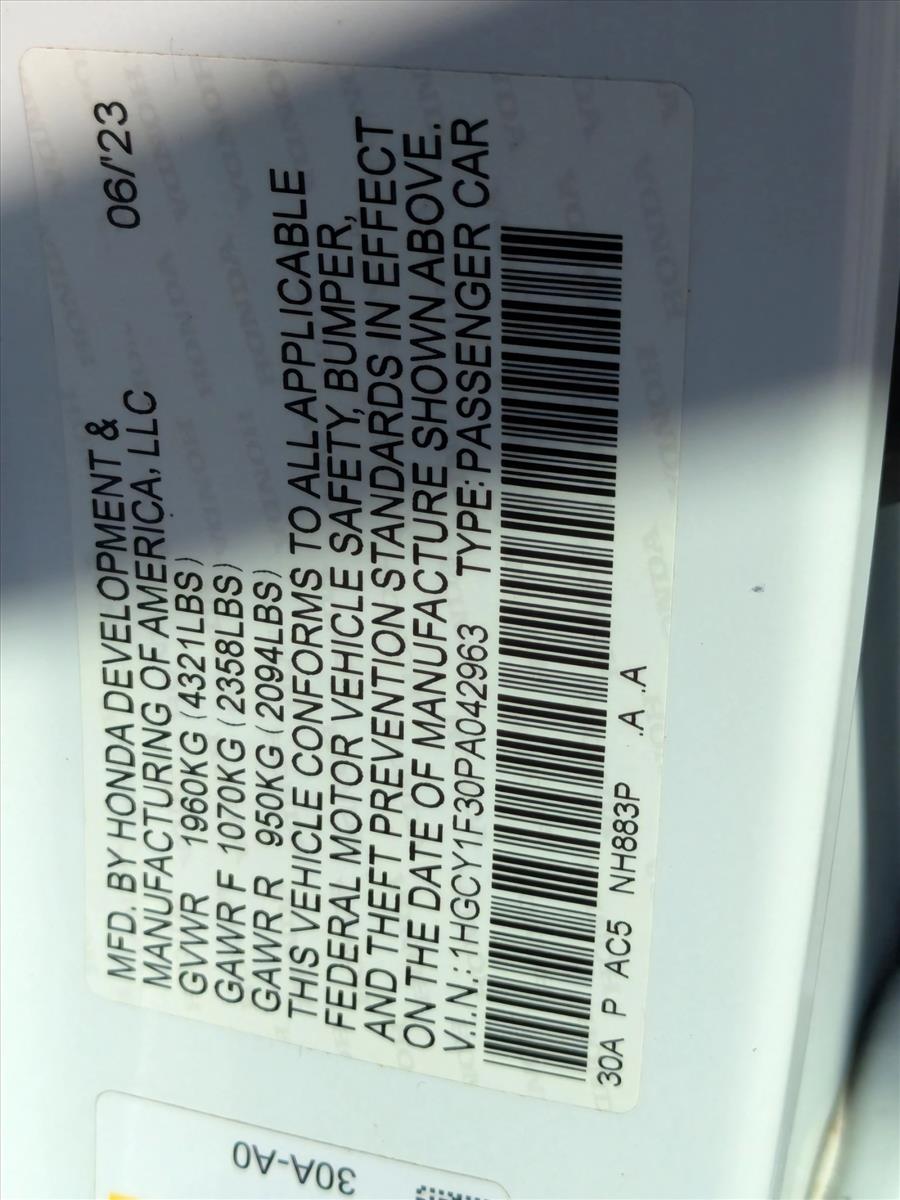 MFD. BY HONDA DEVELOPMENT & 06/'23
MANUFACTURING OF AMERICA, LLC
GVWR 1960KG (4321LBS)
GAWR F 1070KG (2358LBS)
GAWR R 950KG (2094LBS)
THIS VEHICLE CONFORMS TO ALL APPLICABLE
FEDERAL MOTOR VEHICLE SAFETY, BUMPER,
AND THEFT PREVENTION STANDARDS IN EFFECT
ON THE DATE OF MANUFACTURE SHOWN ABOVE.
V.I.N.: 1HGCY1F30PA042963 TYPE: PASSENGER CAR
30A P AC5 NH883P .A .A
30A-A0